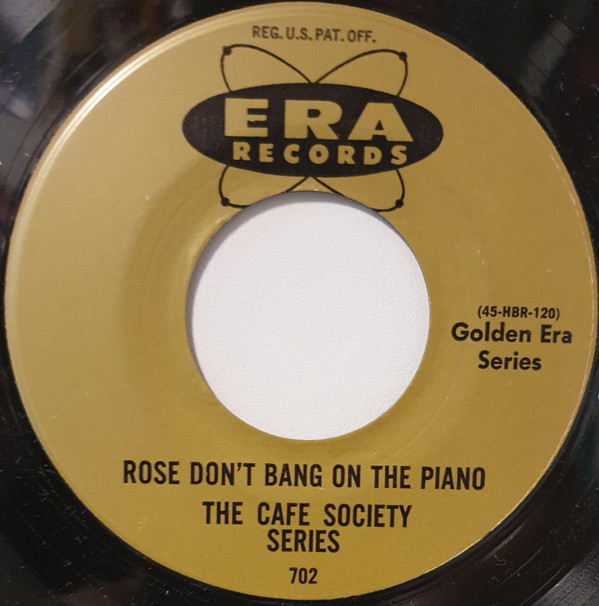 REG. U.S. PAT. OFF.
ERA
RECORDS
(45-HBR-120)
Golden Era
Series
ROSE DON'T BANG ON THE PIANO
THE CAFE SOCIETY
SERIES
702